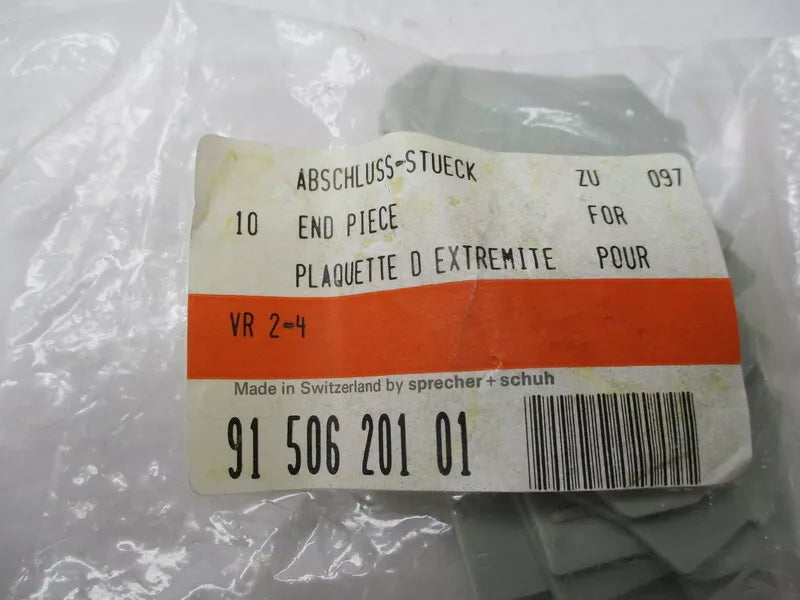 ABSCHLUSS-STUECK ZU 097
10 END PIECE FOR
PLAQUETTE D EXTREMITE POUR
VR 2-4
Made in Switzerland by sprecher+schuh
91 506 201 01